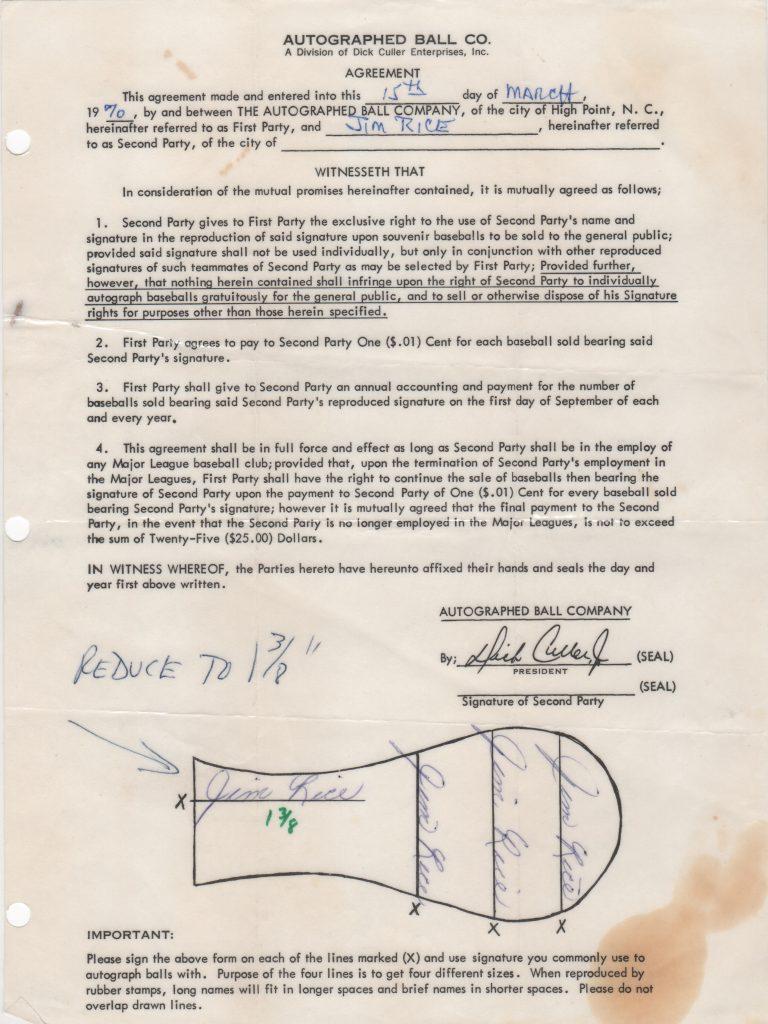 AUTOGRAPHED BALL CO.
A Division of Dick Culler Enterprises, Inc.
AGREEMENT
This agreement made and entered into this 15th day of MARCH,
1970, by and between THE AUTOGRAPHED BALL COMPANY, of the city of High Point, N. C.,
hereinafter referred to as First Party, and JIM RICE, hereinafter referred
to as Second Party, of the city of .
WITNESSETH THAT
In consideration of the mutual promises hereinafter contained, it is mutually agreed as follows;
1. Second Party gives to First Party the exclusive right to the use of Second Party's name and
signature in the reproduction of said signature upon souvenir baseballs to be sold to the general public;
provided said signature shall not be used individually, but only in conjunction with other reproduced
signatures of such teammates of Second Party as may be selected by First Party; Provided further,
however, that nothing herein contained shall infringe upon the right of Second Party to individually
autograph baseballs gratuitously for the general public, and to sell or otherwise dispose of his Signature
rights for purposes other than those herein specified.
2. First Party agrees to pay to Second Party One ($.01) Cent for each baseball sold bearing said
Second Party's signature.
3. First Party shall give to Second Party an annual accounting and payment for the number of
baseballs sold bearing said Second Party's reproduced signature on the first day of September of each
and every year.
4. This agreement shall be in full force and effect as long as Second Party shall be in the employ of
any Major League baseball club; provided that, upon the termination of Second Party's employment in
the Major Leagues, First Party shall have the right to continue the sale of baseballs then bearing the
signature of Second Party upon the payment to Second Party of One ($.01) Cent for every baseball sold
bearing Second Party's signature; however it is mutually agreed that the final payment to the Second
Party, in the event that the Second Party is no longer employed in the Major Leagues, is not to exceed
the sum of Twenty-Five ($25.00) Dollars.
IN WITNESS WHEREOF, the Parties hereto have hereunto affixed their hands and seals the day and
year first above written.
AUTOGRAPHED BALL COMPANY
By; Dick Culler Jr (SEAL)
PRESIDENT
(SEAL)
Signature of Second Party
REDUCE TO 1 3/8"
X Jim Rice
1 3/8
Jim Rice X
Jim Rice X
Jim Rice X
IMPORTANT:
Please sign the above form on each of the lines marked (X) and use signature you commonly use to
autograph balls with. Purpose of the four lines is to get four different sizes. When reproduced by
rubber stamps, long names will fit in longer spaces and brief names in shorter spaces. Please do not
overlap drawn lines.